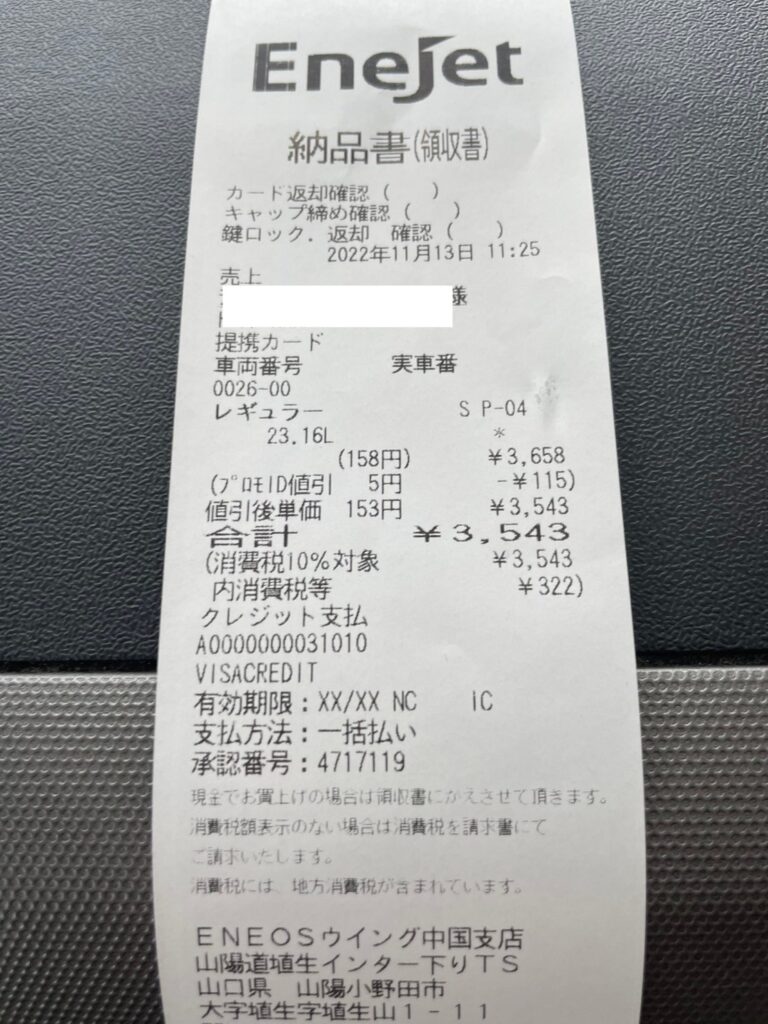 Enejet
納品書(領収書)
カード返却確認 (　　)
キャップ締め確認 (　　)
鍵ロック．返却　確認 (　　)
2022年11月13日 11:25
売上
様
提携カード
車両番号　　　実車番
0026-00
レギュラー　　　ＳＰ-04
23.16L　　　＊
(158円)　　　￥3,658
(ﾌﾟﾛﾓID値引　5円　　　-￥115)
値引後単価　153円　　　￥3,543
合計　　　￥3,543
(消費税10％対象　　　￥3,543
内消費税等　　　￥322)
クレジット支払
A0000000031010
VISACREDIT
有効期限：XX/XX NC　　IC
支払方法：一括払い
承認番号：4717119
現金でお買上げの場合は領収書にかえさせて頂きます。
消費税額表示のない場合は消費税を請求書にて
ご請求いたします。
消費税には、地方消費税が含まれています。
ＥＮＥＯＳウイング中国支店
山陽道埴生インター下りＴＳ
山口県　山陽小野田市
大字埴生字埴生山１-１１